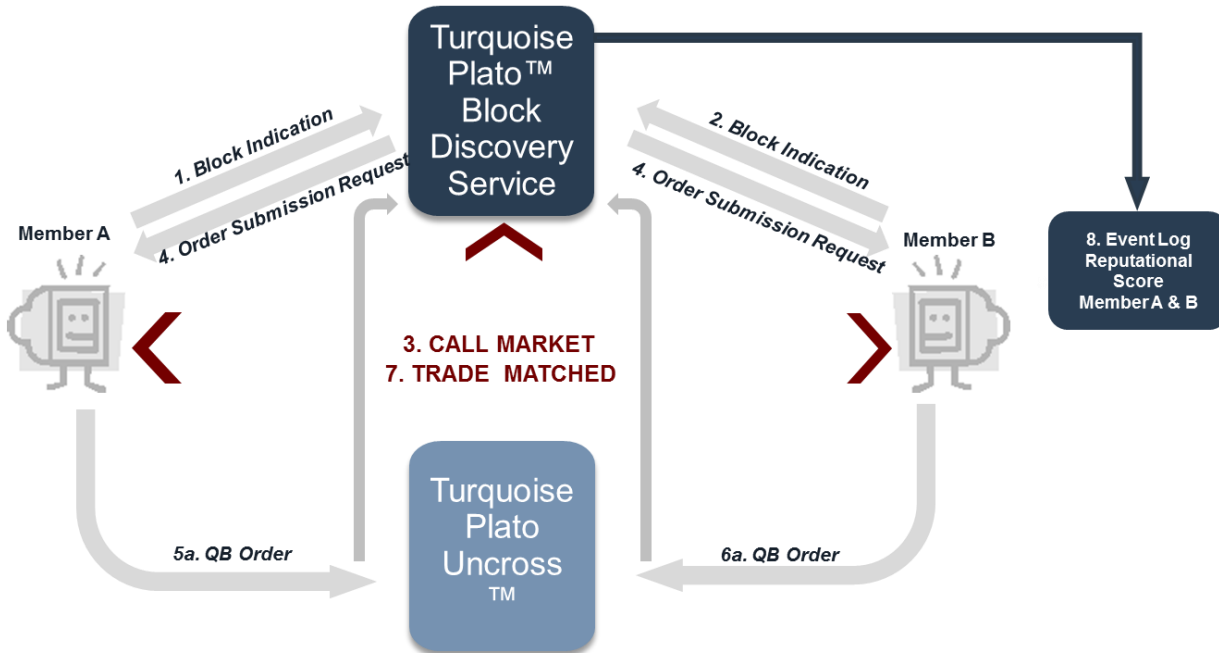 Turquoise
Plato™
Block
Discovery
Service
1. Block Indication
4. Order Submission Request
2. Block Indication
4. Order Submission Request
Member A
Member B
8. Event Log
Reputational
Score
Member A & B
3. CALL MARKET
7. TRADE MATCHED
Turquoise
Plato
Uncross
™
5a. QB Order
6a. QB Order